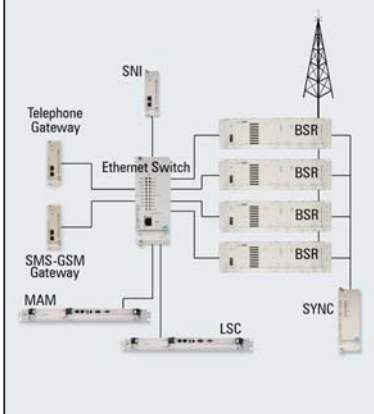 SNI
Telephone
Gateway
Ethernet Switch
BSR
BSR
BSR
BSR
SMS-GSM
Gateway
MAM
LSC
SYNC